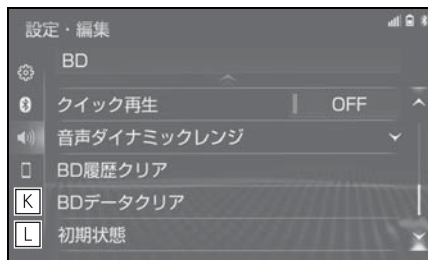 設定・編集
BD
クイック再生 OFF
音声ダイナミックレンジ
BD履歴クリア
K BDデータクリア
L 初期状態